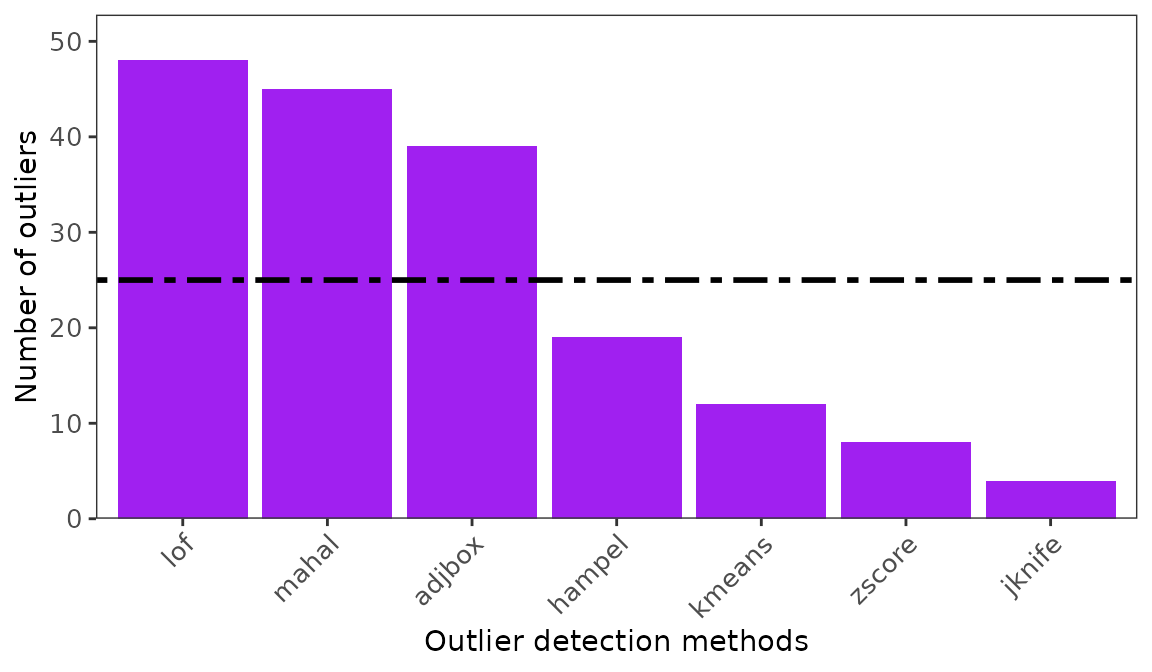 Number of outliers
50
40
30
20
10
0
lof
mahal
adjbox
hampel
kmeans
zscore
jknife
Outlier detection methods